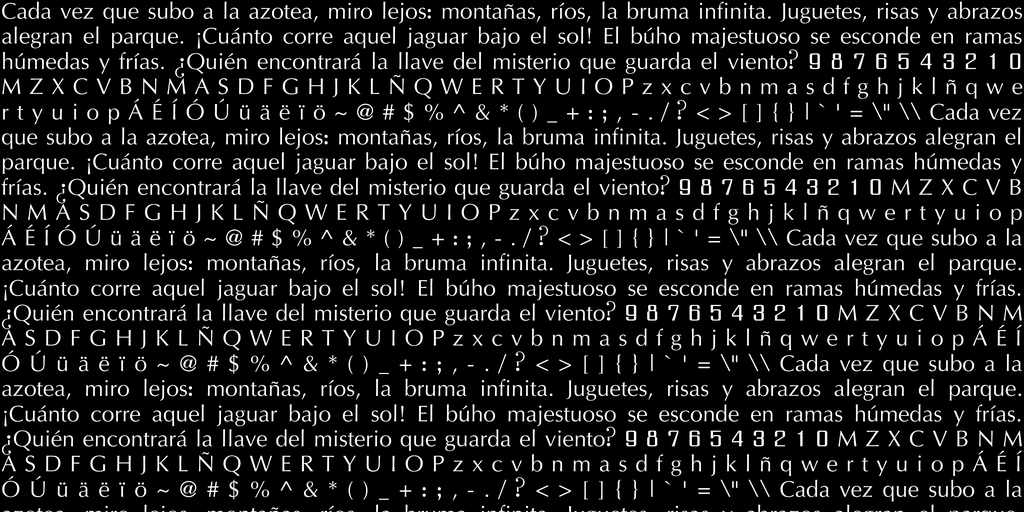 Cada vez que subo a la azotea, miro lejos: montañas, ríos, la bruma infinita. Juguetes, risas y abrazos
alegran el parque. ¡Cuánto corre aquel jaguar bajo el sol! El búho majestuoso se esconde en ramas
húmedas y frías. ¿Quién encontrará la llave del misterio que guarda el viento? 9 8 7 6 5 4 3 2 1 0
M Z X C V B N M A S D F G H J K L Ñ Q W E R T Y U I O P z x c v b n m a s d f g h j k l ñ q w e
r t y u i o p Á É Í Ó Ú ü ä ë ï ö ~ @ # $ % ^ & * ( ) _ + : ; , - . / ? < > [ ] { } | ` ' = \" \\ Cada vez
que subo a la azotea, miro lejos: montañas, ríos, la bruma infinita. Juguetes, risas y abrazos alegran el
parque. ¡Cuánto corre aquel jaguar bajo el sol! El búho majestuoso se esconde en ramas húmedas y
frías. ¿Quién encontrará la llave del misterio que guarda el viento? 9 8 7 6 5 4 3 2 1 0 M Z X C V B
N M A S D F G H J K L Ñ Q W E R T Y U I O P z x c v b n m a s d f g h j k l ñ q w e r t y u i o p
Á É Í Ó Ú ü ä ë ï ö ~ @ # $ % ^ & * ( ) _ + : ; , - . / ? < > [ ] { } | ` ' = \" \\ Cada vez que subo a la
azotea, miro lejos: montañas, ríos, la bruma infinita. Juguetes, risas y abrazos alegran el parque.
¡Cuánto corre aquel jaguar bajo el sol! El búho majestuoso se esconde en ramas húmedas y frías.
¿Quién encontrará la llave del misterio que guarda el viento? 9 8 7 6 5 4 3 2 1 0 M Z X C V B N M
A S D F G H J K L Ñ Q W E R T Y U I O P z x c v b n m a s d f g h j k l ñ q w e r t y u i o p Á É Í
Ó Ú ü ä ë ï ö ~ @ # $ % ^ & * ( ) _ + : ; , - . / ? < > [ ] { } | ` ' = \" \\ Cada vez que subo a la
azotea, miro lejos: montañas, ríos, la bruma infinita. Juguetes, risas y abrazos alegran el parque.
¡Cuánto corre aquel jaguar bajo el sol! El búho majestuoso se esconde en ramas húmedas y frías.
¿Quién encontrará la llave del misterio que guarda el viento? 9 8 7 6 5 4 3 2 1 0 M Z X C V B N M
A S D F G H J K L Ñ Q W E R T Y U I O P z x c v b n m a s d f g h j k l ñ q w e r t y u i o p Á É Í
Ó Ú ü ä ë ï ö ~ @ # $ % ^ & * ( ) _ + : ; , - . / ? < > [ ] { } | ` ' = \" \\ Cada vez que subo a la